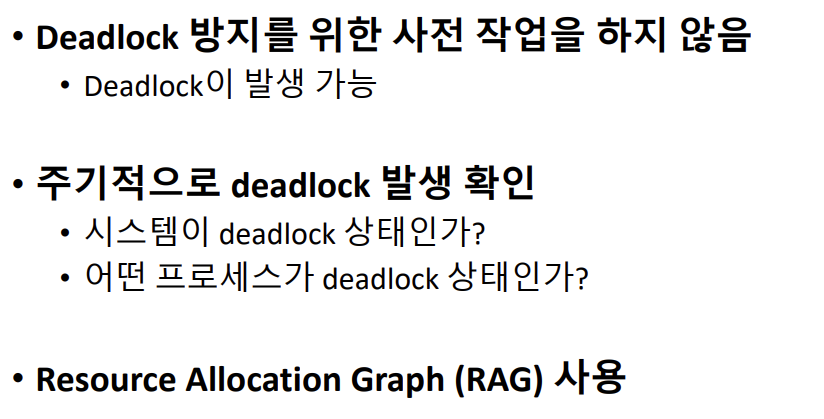 • Deadlock 방지를 위한 사전 작업을 하지 않음
• Deadlock이 발생 가능
• 주기적으로 deadlock 발생 확인
• 시스템이 deadlock 상태인가?
• 어떤 프로세스가 deadlock 상태인가?
• Resource Allocation Graph (RAG) 사용